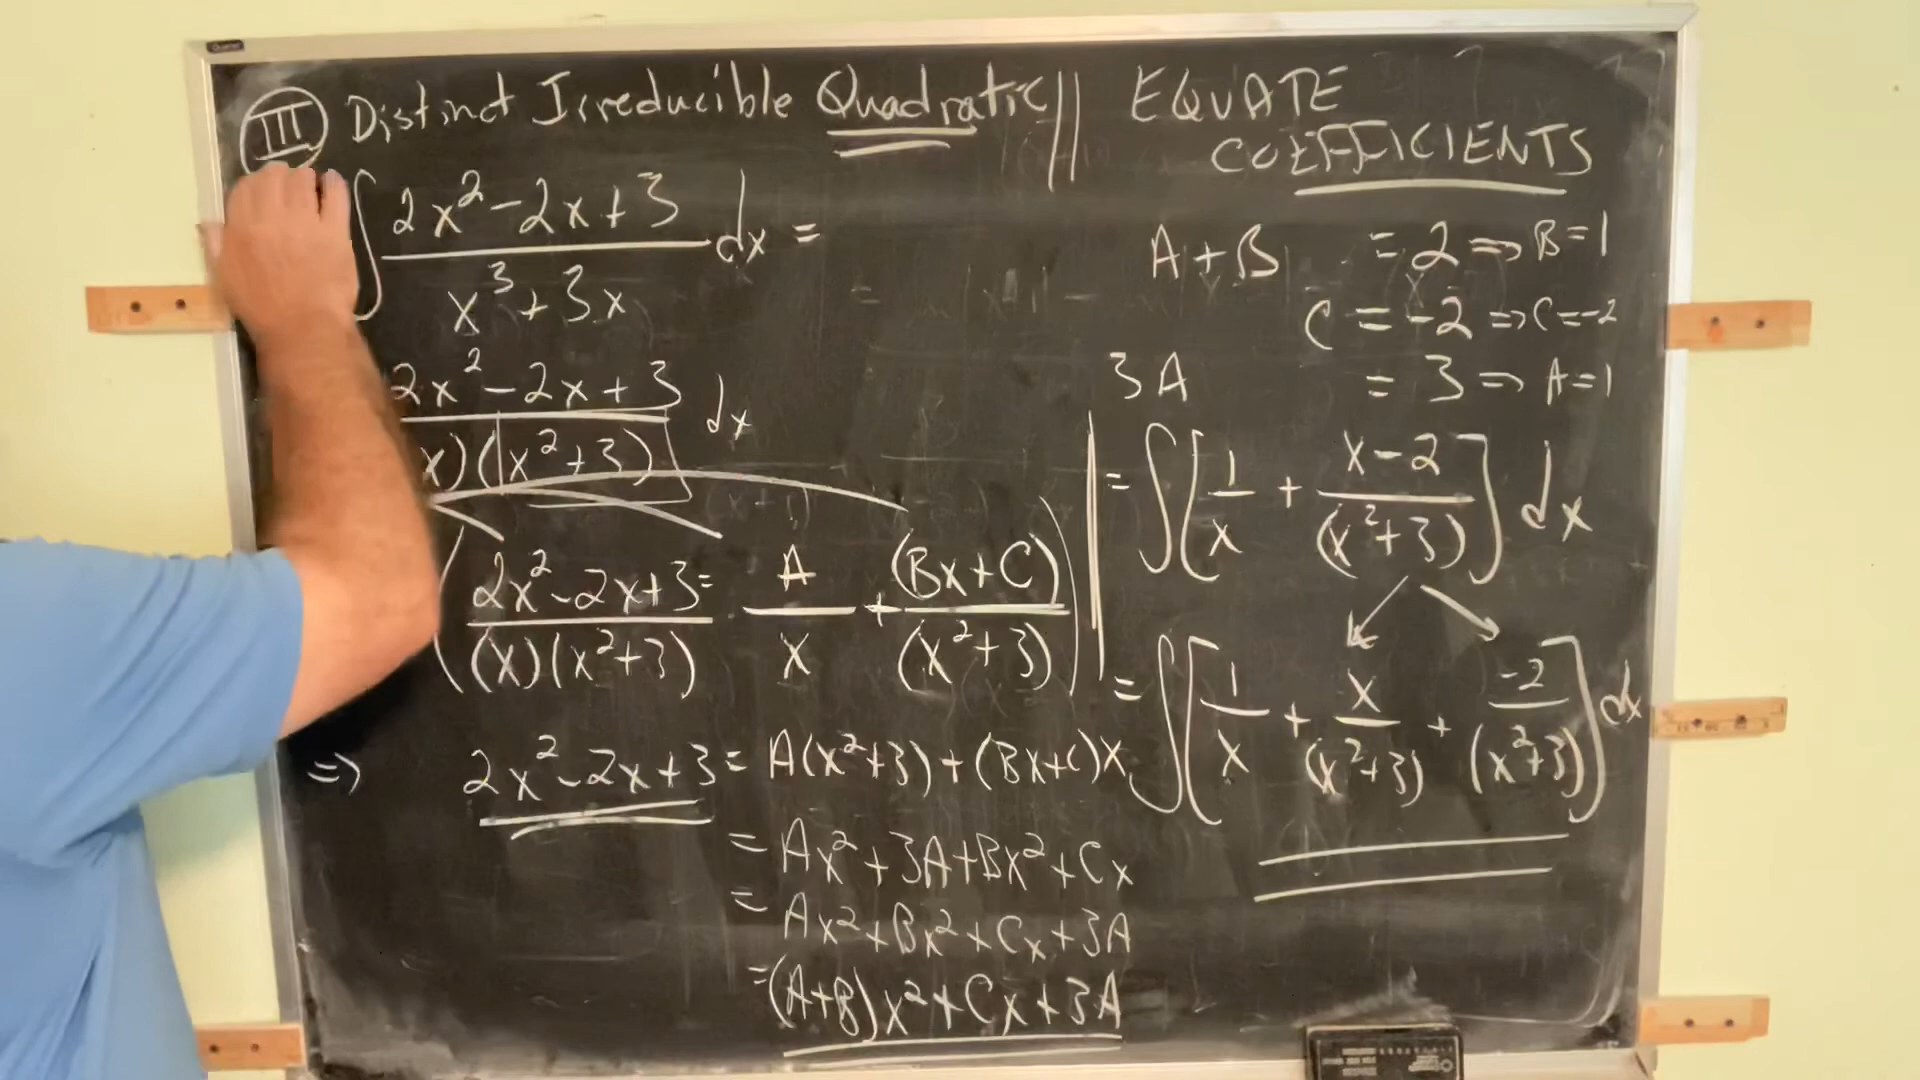 III Distinct Irreducible Quadratic
∫ (2x² - 2x + 3)/(x³ + 3x) dx =
(2x² - 2x + 3)/(x)(x² + 3) dx
((2x² - 2x + 3)/((x)(x² + 3)) = A/x + (Bx + C)/(x² + 3))
=> 2x² - 2x + 3 = A(x² + 3) + (Bx + C)x
= Ax² + 3A + Bx² + Cx
= Ax² + Bx² + Cx + 3A
= (A+B)x² + Cx + 3A
EQUATE
COEFFICIENTS
A + B = 2 => B = 1
C = -2 => C = -2
3A = 3 => A = 1
= ∫ [1/x + (x - 2)/(x² + 3)] dx
= ∫ [1/x + x/(x² + 3) + -2/(x² + 3)] dx